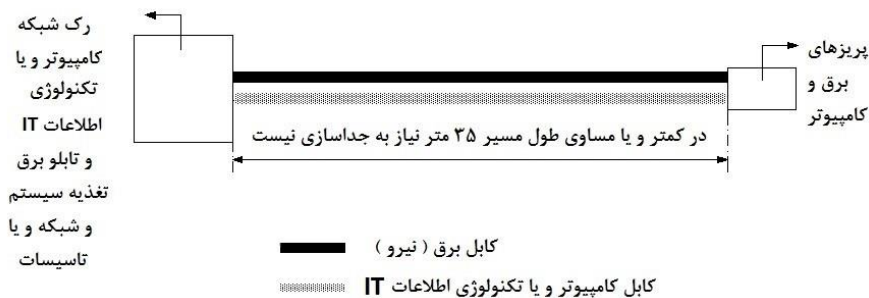 رک شبکه
کامپیوتر و یا
تکنولوژی
اطلاعات IT
و تابلو برق
تغذیه سیستم
و شبکه و یا
تاسیسات
پریزهای
برق و
کامپیوتر
در کمتر و یا مساوی طول مسیر ۳۵ متر نیاز به جداسازی نیست
کابل برق ( نیرو )
کابل کامپیوتر و یا تکنولوژی اطلاعات IT